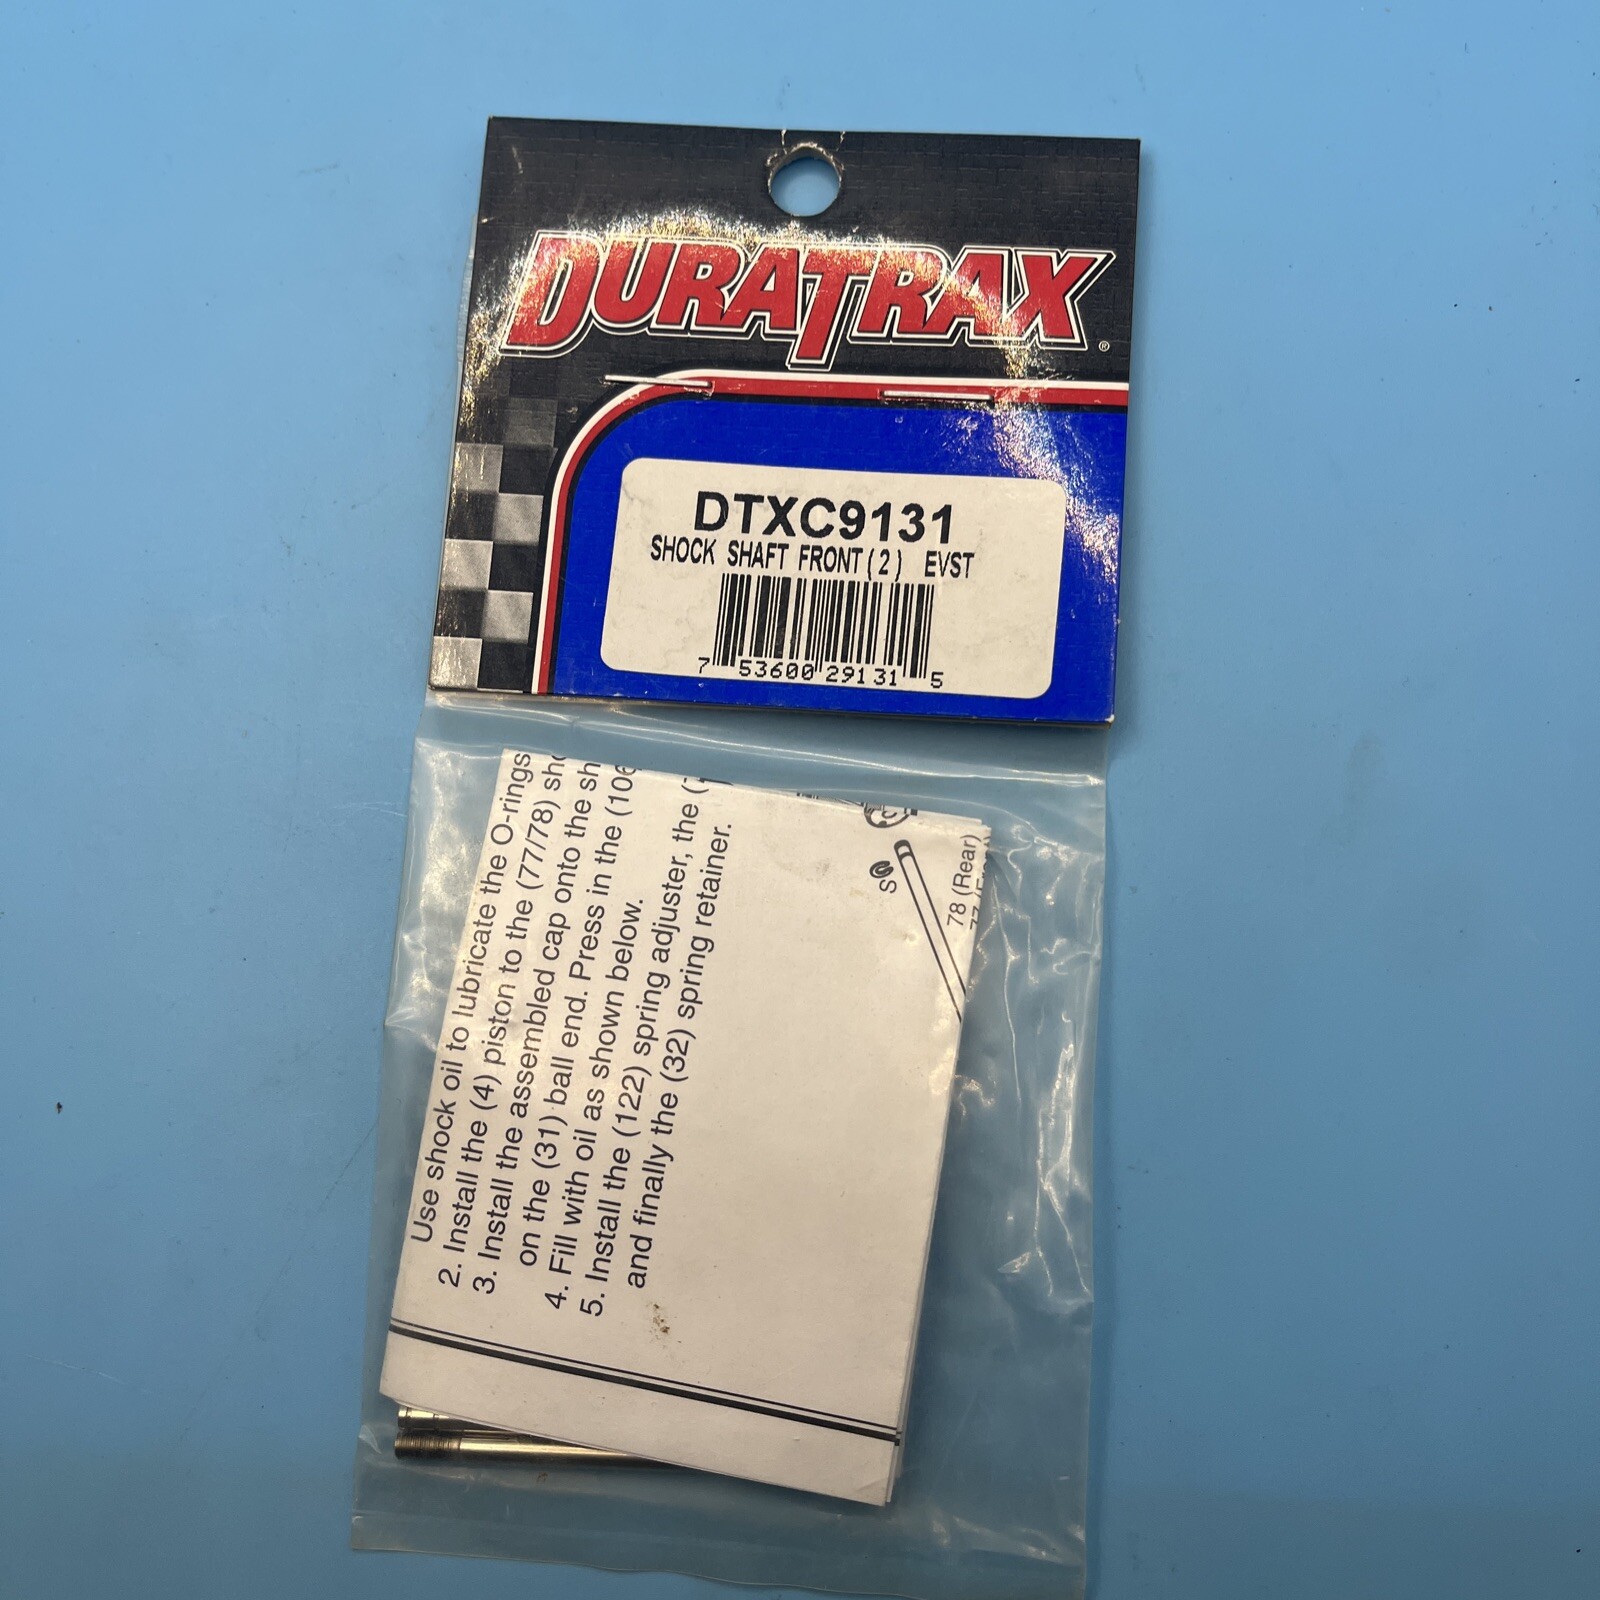 DURATRAX®
DTXC9131
SHOCK SHAFT FRONT(2) EVST
7 53600 29131 5
Use shock oil to lubricate the O-rings
2. Install the (4) piston to the (77/78) sho
3. Install the assembled cap onto the sh
on the (31) ball end. Press in the (106
4. Fill with oil as shown below.
5. Install the (122) spring adjuster, the (
and finally the (32) spring retainer.
S
78 (Rear)